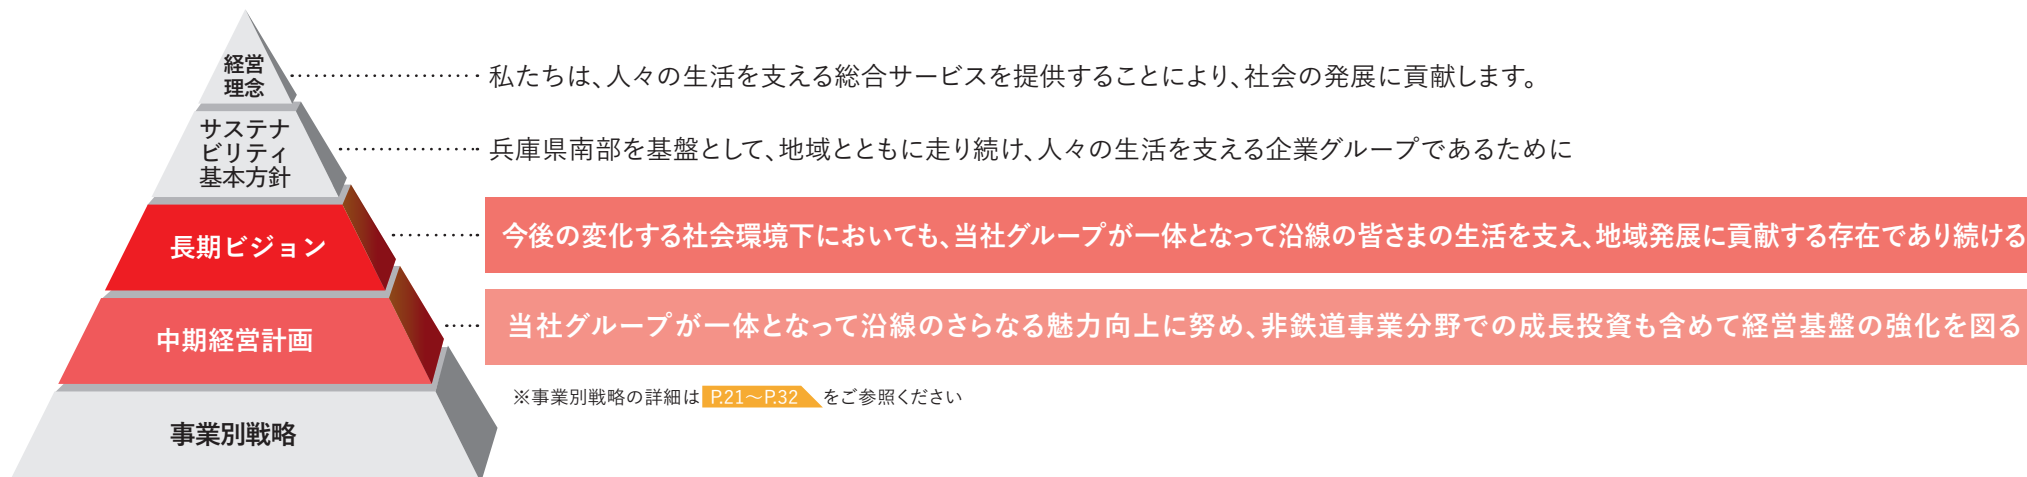 経営
理念
私たちは、人々の生活を支える総合サービスを提供することにより、社会の発展に貢献します。
サステナ
ビリティ
基本方針
兵庫県南部を基盤として、地域とともに走り続け、人々の生活を支える企業グループであるために
長期ビジョン
今後の変化する社会環境下においても、当社グループが一体となって沿線の皆さまの生活を支え、地域発展に貢献する存在であり続ける
中期経営計画
当社グループが一体となって沿線のさらなる魅力向上に努め、非鉄道事業分野での成長投資も含めて経営基盤の強化を図る
※事業別戦略の詳細は P.21～P.32 をご参照ください
事業別戦略